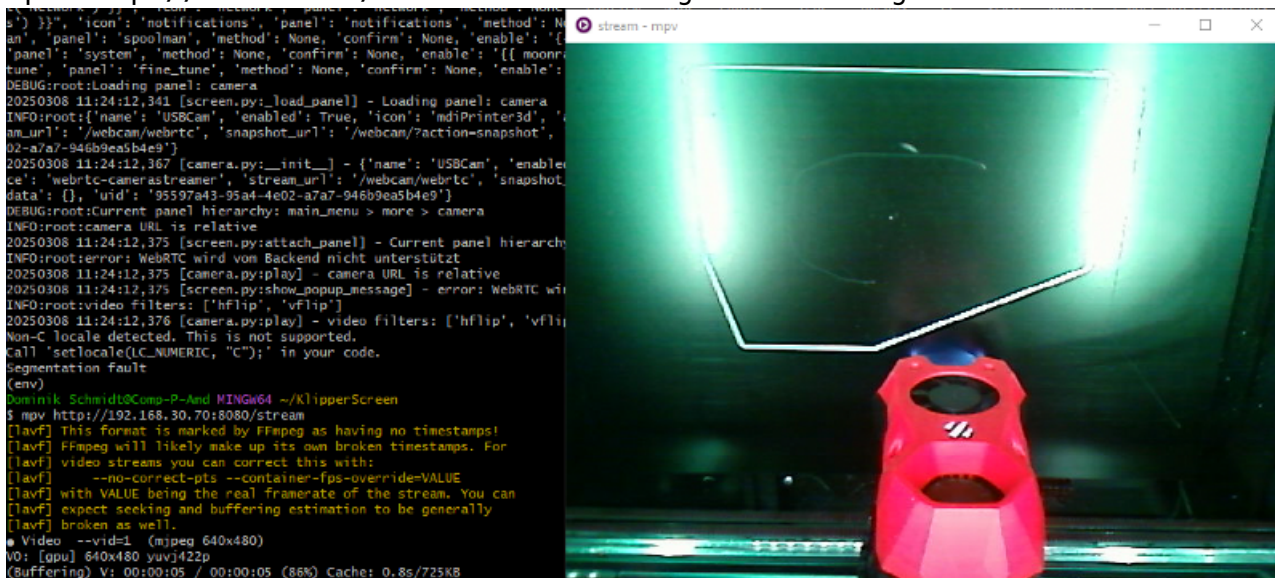 s') }}", 'icon': 'notifications', 'panel': 'notifications', 'method': N
an', 'panel': 'spoolman', 'method': None, 'confirm': None, 'enable': '{
'panel': 'system', 'method': None, 'confirm': None, 'enable': '{{ moonra
tune', 'panel': 'fine_tune', 'method': None, 'confirm': None, 'enable':
DEBUG:root:Loading panel: camera
20250308 11:24:12,341 [screen.py:_load_panel] - Loading panel: camera
INFO:root:{'name': 'USBCam', 'enabled': True, 'icon': 'mdiPrinter3d', '
am_url': '/webcam/webrtc', 'snapshot_url': '/webcam/?action=snapshot',
02-a7a7-946b9ea5b4e9'}
20250308 11:24:12,367 [camera.py:__init__] - {'name': 'USBCam', 'enable
ce': 'webrtc-camerastreamer', 'stream_url': '/webcam/webrtc', 'snapshot_
data': {}, 'uid': '95597a43-95a4-4e02-a7a7-946b9ea5b4e9'}
DEBUG:root:Current panel hierarchy: main_menu > more > camera
INFO:root:camera URL is relative
20250308 11:24:12,375 [screen.py:attach_panel] - Current panel hierarch
INFO:root:error: WebRTC wird vom Backend nicht unterstützt
20250308 11:24:12,375 [camera.py:play] - camera URL is relative
20250308 11:24:12,375 [screen.py:show_popup_message] - error: WebRTC wi
INFO:root:video filters: ['hflip', 'vflip']
20250308 11:24:12,376 [camera.py:play] - video filters: ['hflip', 'vfli
Non-C locale detected. This is not supported.
Call 'setlocale(LC_NUMERIC, "C");' in your code.
Segmentation fault
(env)
Dominik Schmidt@Comp-P-Amd MINGW64 ~/KlipperScreen
$ mpv http://192.168.30.70:8080/stream
[lavf] This format is marked by FFmpeg as having no timestamps!
[lavf] FFmpeg will likely make up its own broken timestamps. For
[lavf] video streams you can correct this with:
[lavf]     --no-correct-pts --container-fps-override=VALUE
[lavf] with VALUE being the real framerate of the stream. You can
[lavf] expect seeking and buffering estimation to be generally
[lavf] broken as well.
● Video  --vid=1  (mjpeg 640x480)
VO: [gpu] 640x480 yuvj422p
(Buffering) V: 00:00:05 / 00:00:05 (86%) Cache: 0.8s/725KB
stream - mpv